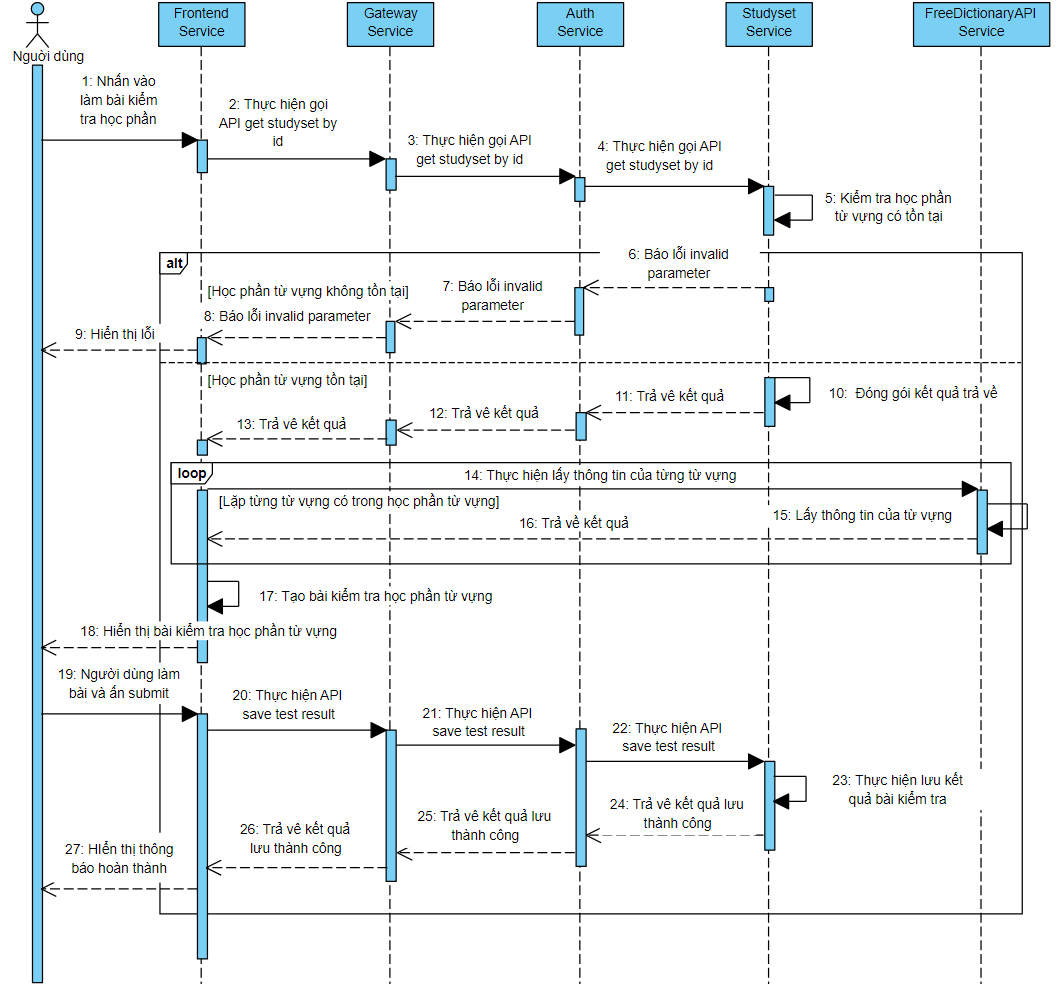 Người dùng
Frontend
Service
Gateway
Service
Auth
Service
Studyset
Service
FreeDictionaryAPI
Service
1: Nhấn vào
làm bài kiểm
tra học phần
2: Thực hiện gọi
API get studyset by
id
3: Thực hiện gọi API
get studyset by id
4: Thực hiện gọi API
get studyset by id
5: Kiểm tra học phần
từ vựng có tồn tại
alt
6: Báo lỗi invalid
parameter
[Học phần từ vựng không tồn tại]
7: Báo lỗi invalid
parameter
8: Báo lỗi invalid parameter
9: Hiển thị lỗi
[Học phần từ vựng tồn tại]
10: Đóng gói kết quả trả về
11: Trả vê kết quả
12: Trả vê kết quả
13: Trả vê kết quả
loop
14: Thực hiện lấy thông tin của từng từ vựng
[Lặp từng từ vựng có trong học phần từ vựng]
15: Lấy thông tin của từ vựng
16: Trả về kết quả
17: Tạo bài kiểm tra học phần từ vựng
18: Hiển thị bài kiểm tra học phần từ vựng
19: Người dùng làm
bài và ấn submit
20: Thực hiện API
save test result
21: Thực hiện API
save test result
22: Thực hiện API
save test result
23: Thực hiện lưu kết
quả bài kiểm tra
24: Trả vê kết quả lưu
thành công
25: Trả vê kết quả lưu
thành công
26: Trả vê kết quả
lưu thành công
27: HIển thị thông
báo hoàn thành